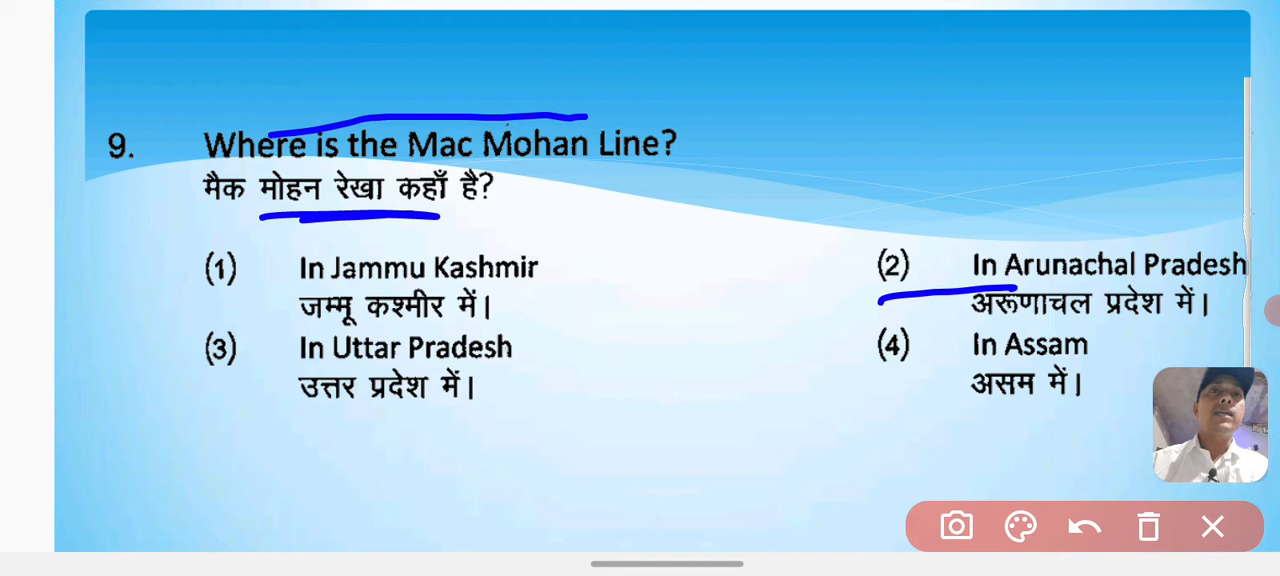 9. Where is the Mac Mohan Line?
मैक मोहन रेखा कहाँ है?
(1) In Jammu Kashmir
जम्मू कश्मीर में।
(2) In Arunachal Pradesh
अरूणाचल प्रदेश में।
(3) In Uttar Pradesh
उत्तर प्रदेश में।
(4) In Assam
असम में।